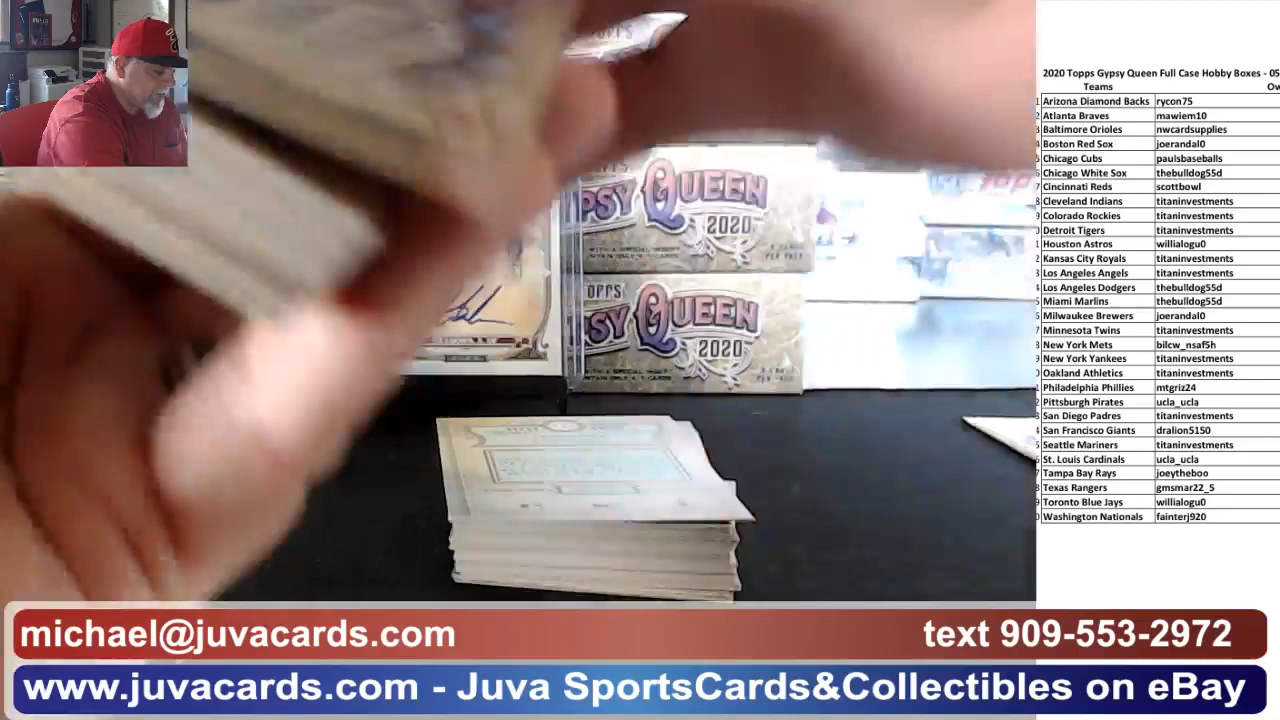 2020 Topps Gypsy Queen Full Case Hobby Boxes - 05
Teams Ow
Arizona Diamond Backs rycon75
Atlanta Braves mawiem10
Baltimore Orioles nwcardsupplies
Boston Red Sox joerandal0
Chicago Cubs paulsbaseballs
Chicago White Sox thebulldog55d
Cincinnati Reds scottbowl
Cleveland Indians titaninvestments
Colorado Rockies titaninvestments
Detroit Tigers titaninvestments
Houston Astros willialogu0
Kansas City Royals titaninvestments
Los Angeles Angels titaninvestments
Los Angeles Dodgers thebulldog55d
Miami Marlins thebulldog55d
Milwaukee Brewers joerandal0
Minnesota Twins titaninvestments
New York Mets bilcw_nsaf5h
New York Yankees titaninvestments
Oakland Athletics titaninvestments
Philadelphia Phillies mtgriz24
Pittsburgh Pirates ucla_ucla
San Diego Padres titaninvestments
San Francisco Giants dralion5150
Seattle Mariners titaninvestments
St. Louis Cardinals ucla_ucla
Tampa Bay Rays joeytheboo
Texas Rangers gmsmar22_5
Toronto Blue Jays willialogu0
Washington Nationals fainterj920
PSY QUEEN
2020
OPPS
PSY QUEEN
2020
michael@juvacards.com text 909-553-2972
www.juvacards.com - Juva SportsCards&Collectibles on eBay